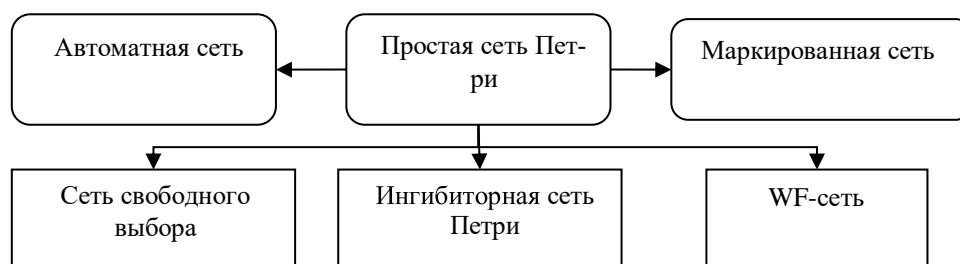 Автоматная сеть
Простая сеть Пет-
ри
Маркированная сеть
Сеть свободного
выбора
Ингибиторная сеть
Петри
WF-сеть